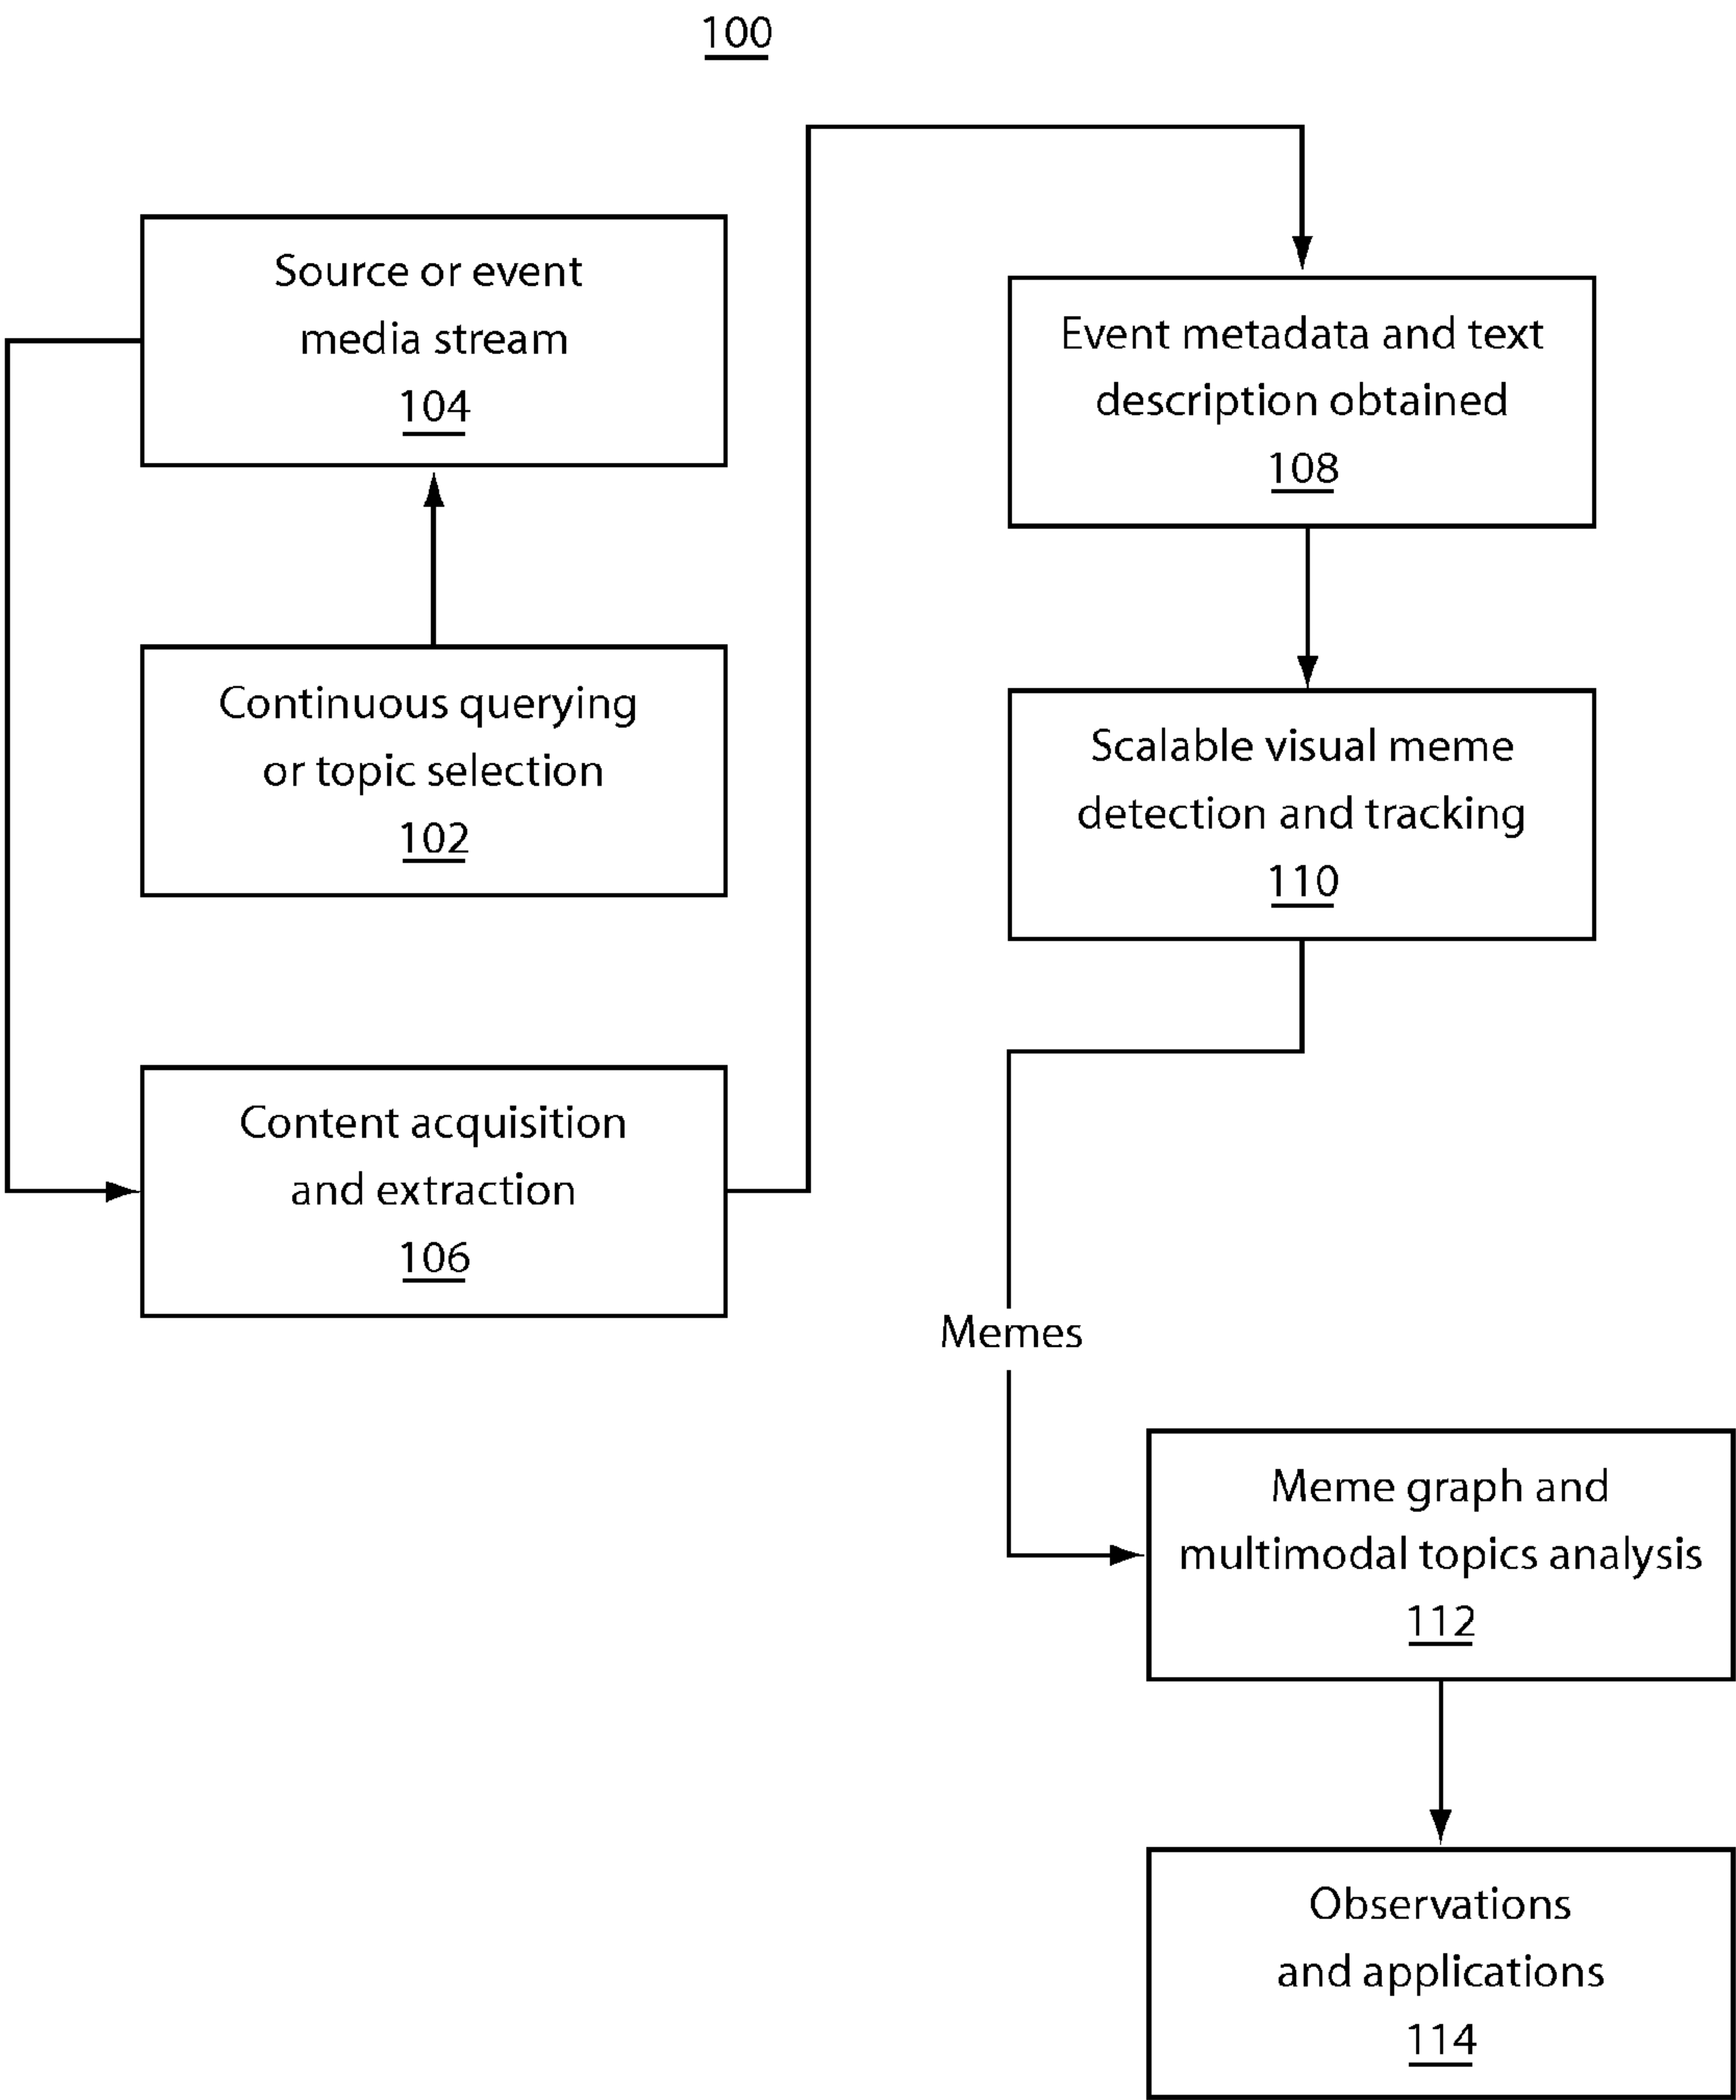 100
Source or event
media stream
104
Continuous querying
or topic selection
102
Content acquisition
and extraction
106
Event metadata and text
description obtained
108
Scalable visual meme
detection and tracking
110
Memes
Meme graph and
multimodal topics analysis
112
Observations
and applications
114